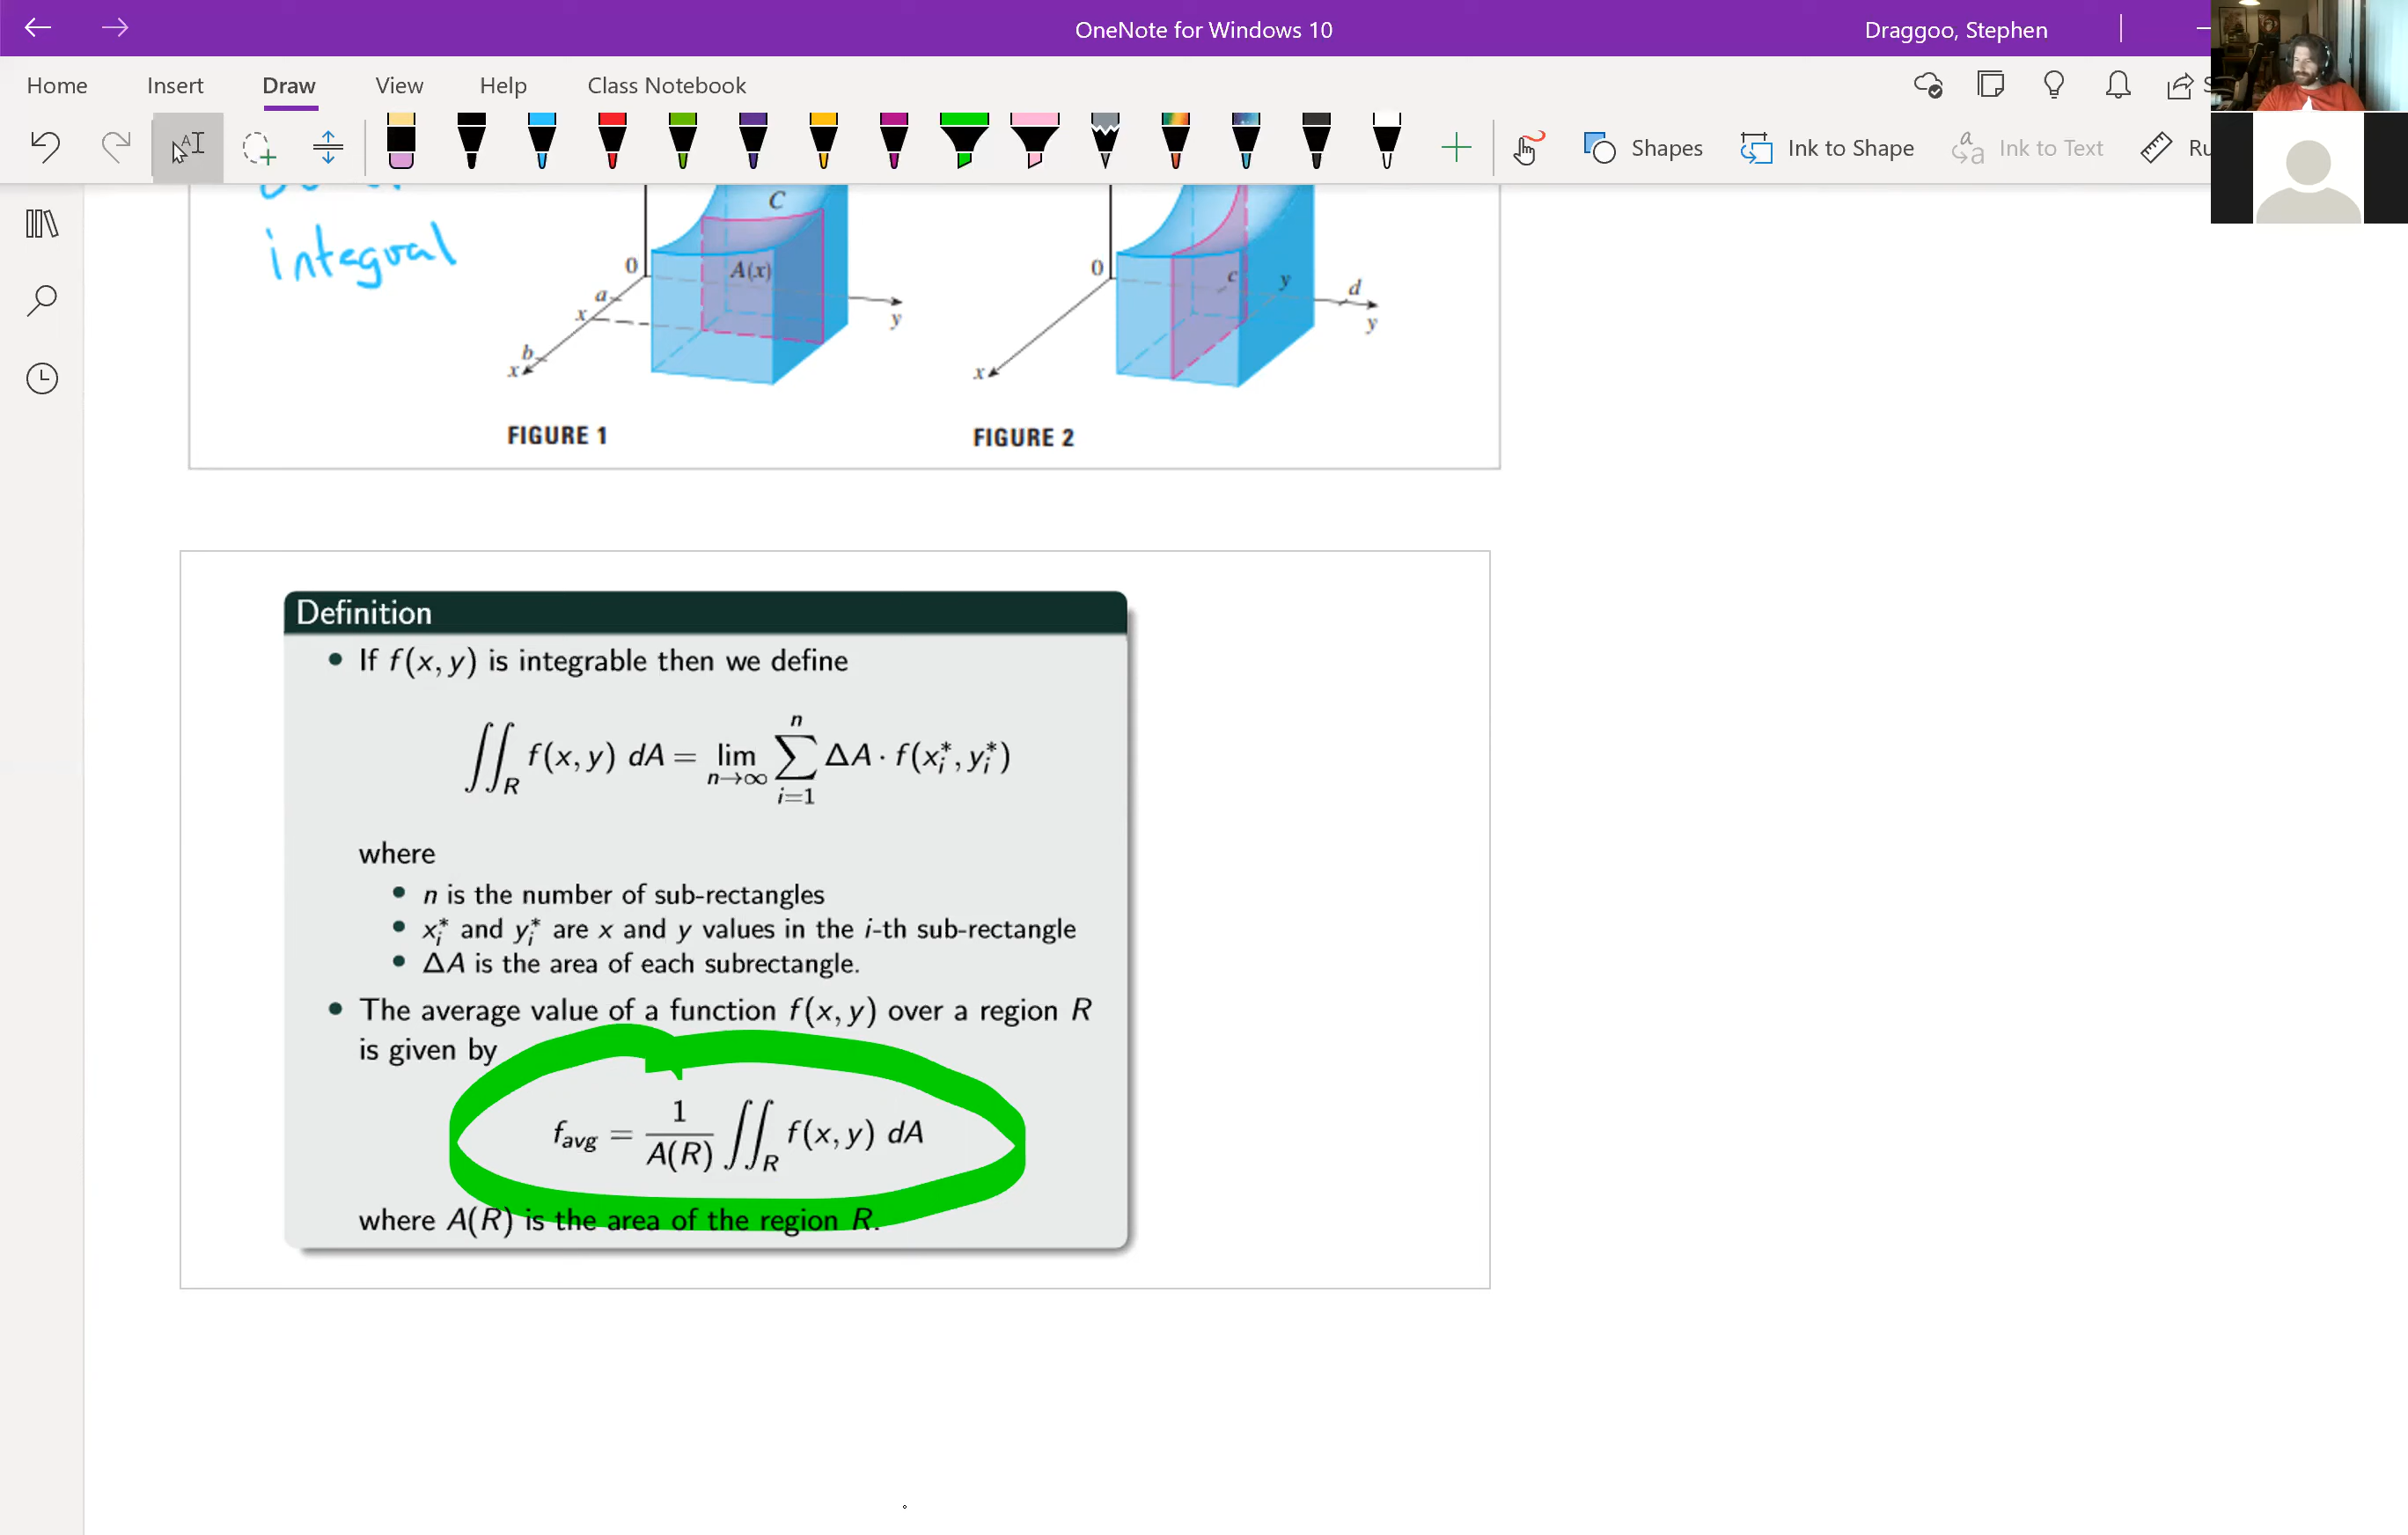 OneNote for Windows 10
Draggoo, Stephen
Home Insert Draw View Help Class Notebook
Shapes Ink to Shape Ink to Text
integral
C
A(x)
0
a
x
b
x
y
FIGURE 1
0
c
y
d
y
x
FIGURE 2
Definition
• If f(x, y) is integrable then we define
∬_R f(x, y) dA = lim_{n→∞} ∑_{i=1}^{n} ΔA · f(x_i^*, y_i^*)
where
• n is the number of sub-rectangles
• x_i^* and y_i^* are x and y values in the i-th sub-rectangle
• ΔA is the area of each subrectangle.
• The average value of a function f(x, y) over a region R
is given by
f_avg = 1/A(R) ∬_R f(x, y) dA
where A(R) is the area of the region R.